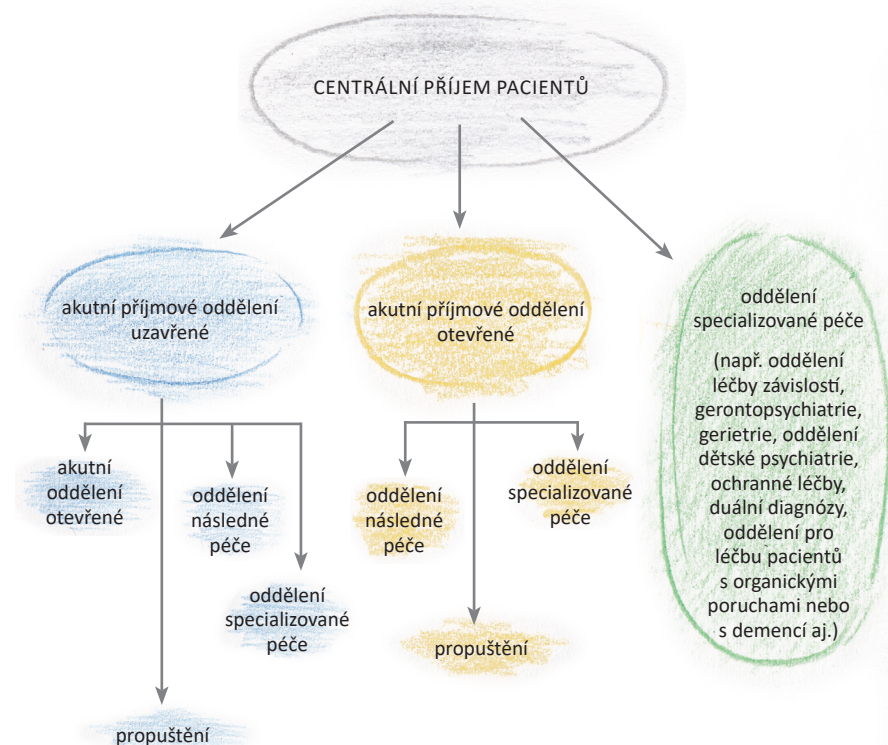 CENTRÁLNÍ PŘÍJEM PACIENTŮ
akutní příjmové oddělení
uzavřené
akutní příjmové oddělení
otevřené
oddělení
specializované péče
(např. oddělení
léčby závislostí,
gerontopsychiatrie,
gerietrie, oddělení
dětské psychiatrie,
ochranné léčby,
duální diagnózy,
oddělení pro
léčbu pacientů
s organickými
poruchami nebo
s demencí aj.)
akutní
oddělení
otevřené
oddělení
následné
péče
oddělení
specializované
péče
propuštění
oddělení
následné
péče
oddělení
specializované
péče
propuštění